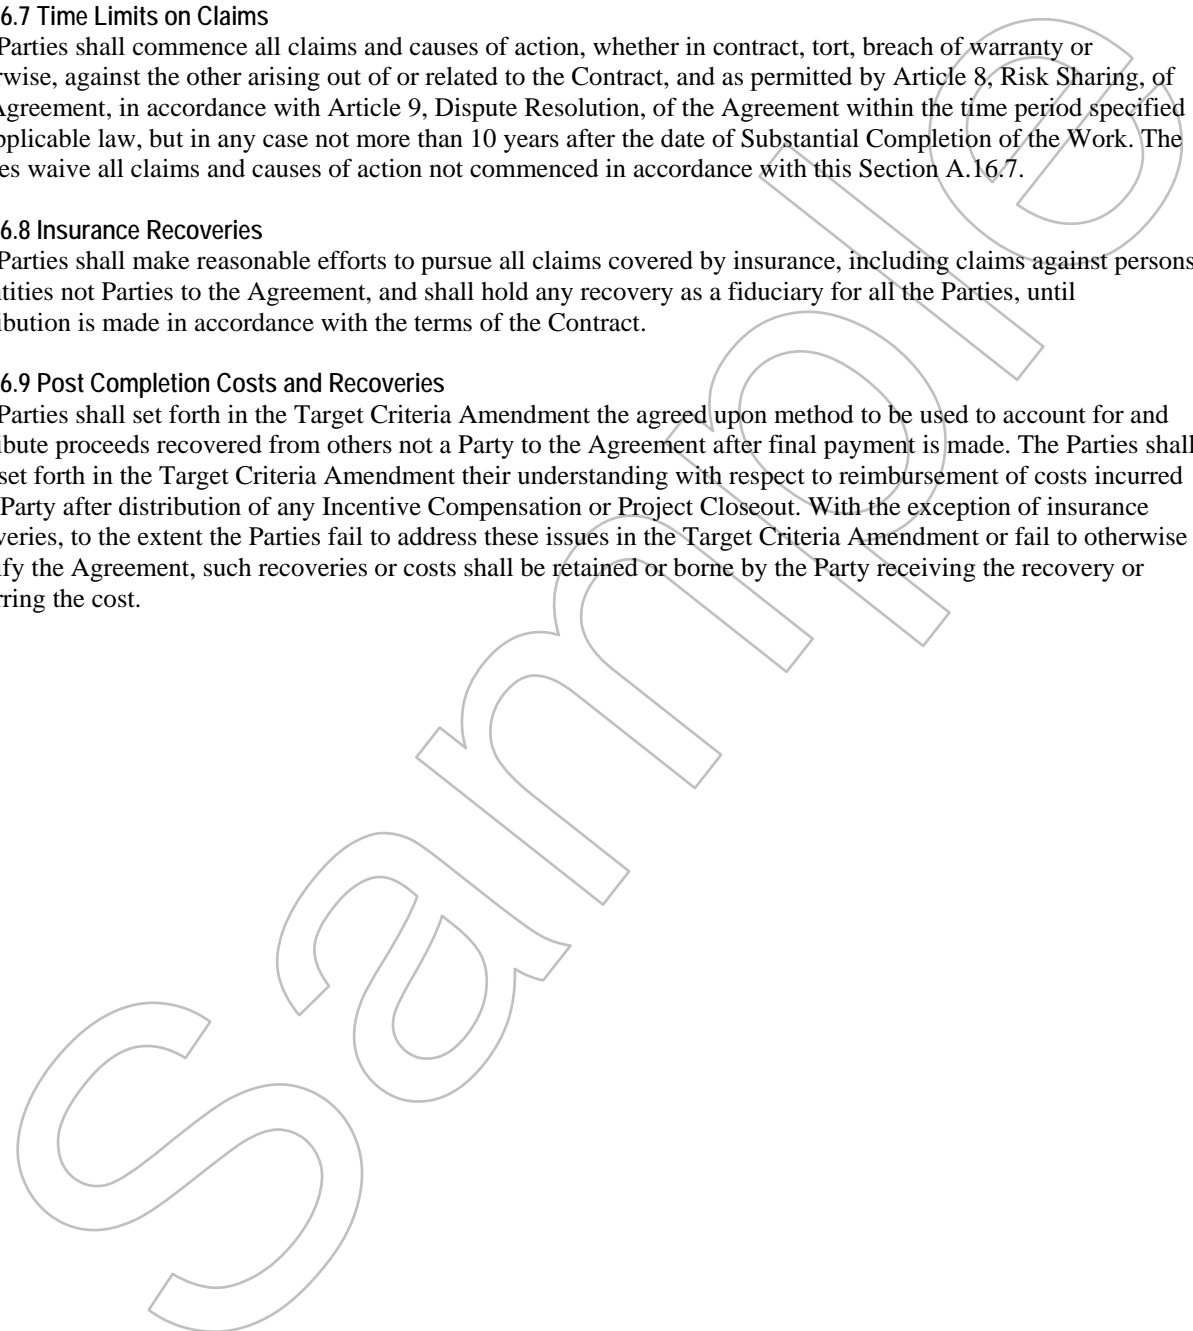 6.7 Time Limits on Claims
Parties shall commence all claims and causes of action, whether in contract, tort, breach of warranty or
rwise, against the other arising out of or related to the Contract, and as permitted by Article 8, Risk Sharing, of
Agreement, in accordance with Article 9, Dispute Resolution, of the Agreement within the time period specified
pplicable law, but in any case not more than 10 years after the date of Substantial Completion of the Work. The
es waive all claims and causes of action not commenced in accordance with this Section A.16.7.
6.8 Insurance Recoveries
Parties shall make reasonable efforts to pursue all claims covered by insurance, including claims against persons
tities not Parties to the Agreement, and shall hold any recovery as a fiduciary for all the Parties, until
ibution is made in accordance with the terms of the Contract.
6.9 Post Completion Costs and Recoveries
Parties shall set forth in the Target Criteria Amendment the agreed upon method to be used to account for and
ibute proceeds recovered from others not a Party to the Agreement after final payment is made. The Parties shall
set forth in the Target Criteria Amendment their understanding with respect to reimbursement of costs incurred
Party after distribution of any Incentive Compensation or Project Closeout. With the exception of insurance
veries, to the extent the Parties fail to address these issues in the Target Criteria Amendment or fail to otherwise
ify the Agreement, such recoveries or costs shall be retained or borne by the Party receiving the recovery or
rring the cost.
Sample